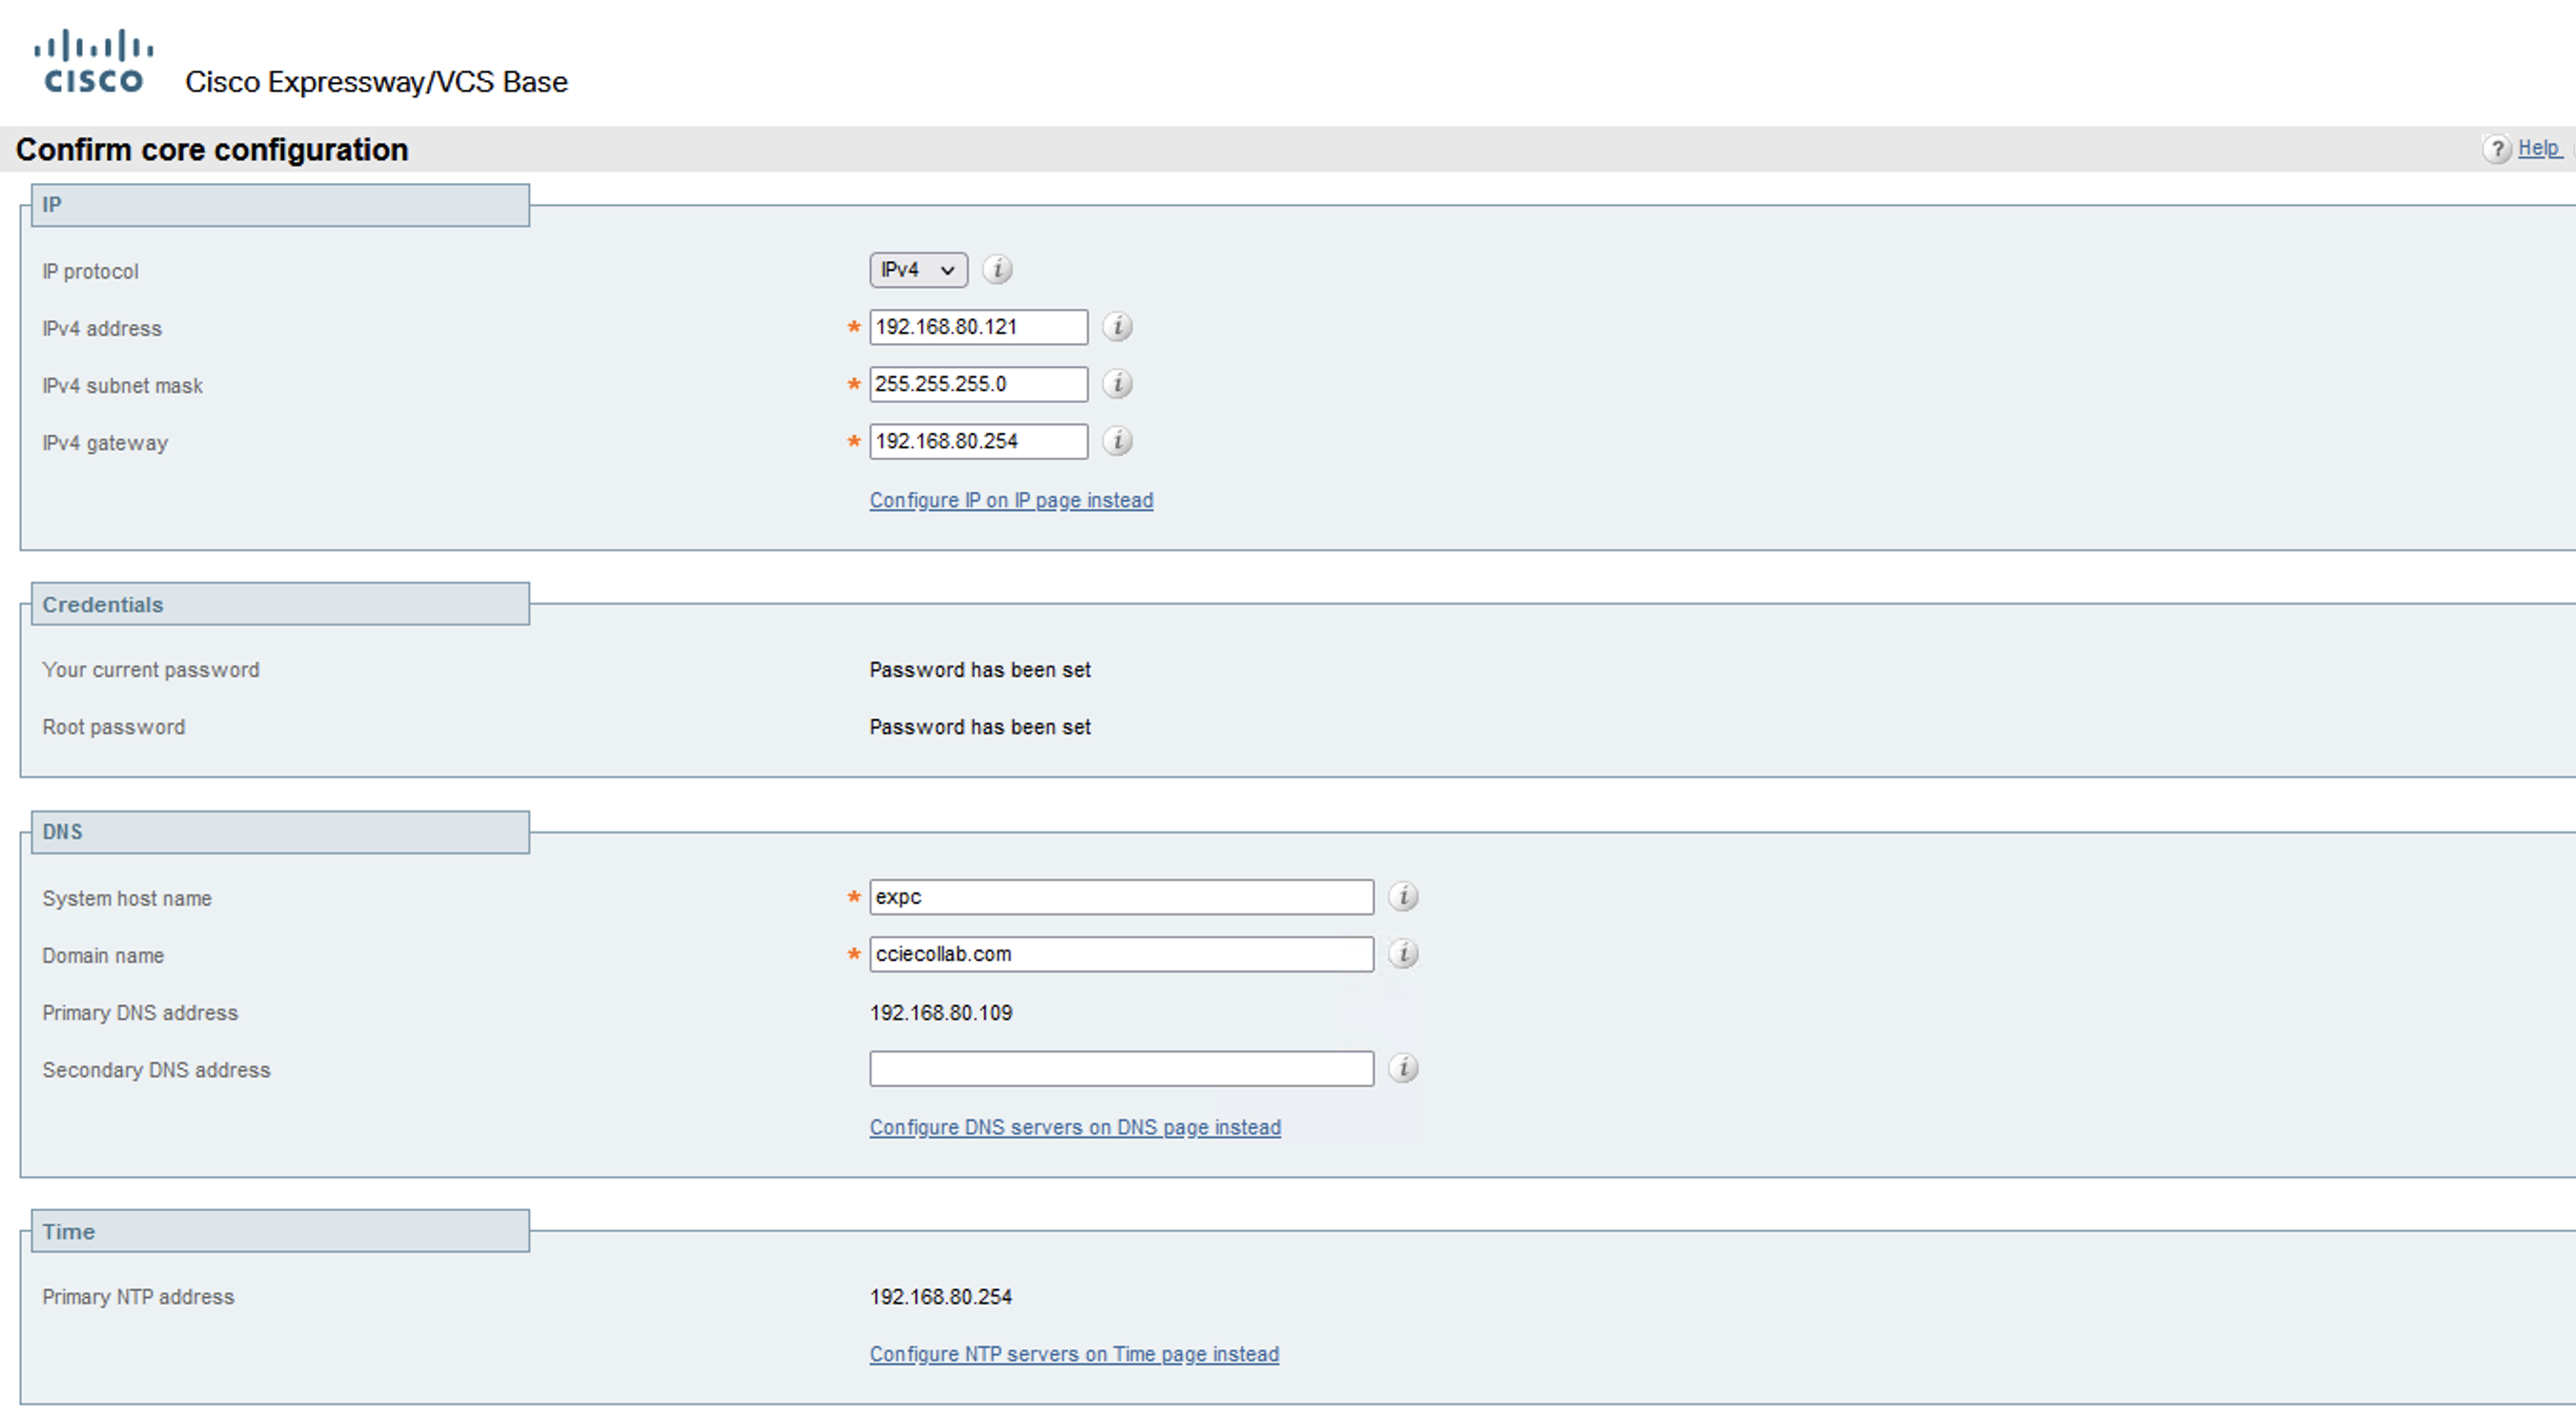 CISCO Cisco Expressway/VCS Base
Confirm core configuration ? Help
IP
IP protocol IPv4 i
IPv4 address * 192.168.80.121 i
IPv4 subnet mask * 255.255.255.0 i
IPv4 gateway * 192.168.80.254 i
Configure IP on IP page instead
Credentials
Your current password Password has been set
Root password Password has been set
DNS
System host name * expc i
Domain name * cciecollab.com i
Primary DNS address 192.168.80.109
Secondary DNS address i
Configure DNS servers on DNS page instead
Time
Primary NTP address 192.168.80.254
Configure NTP servers on Time page instead